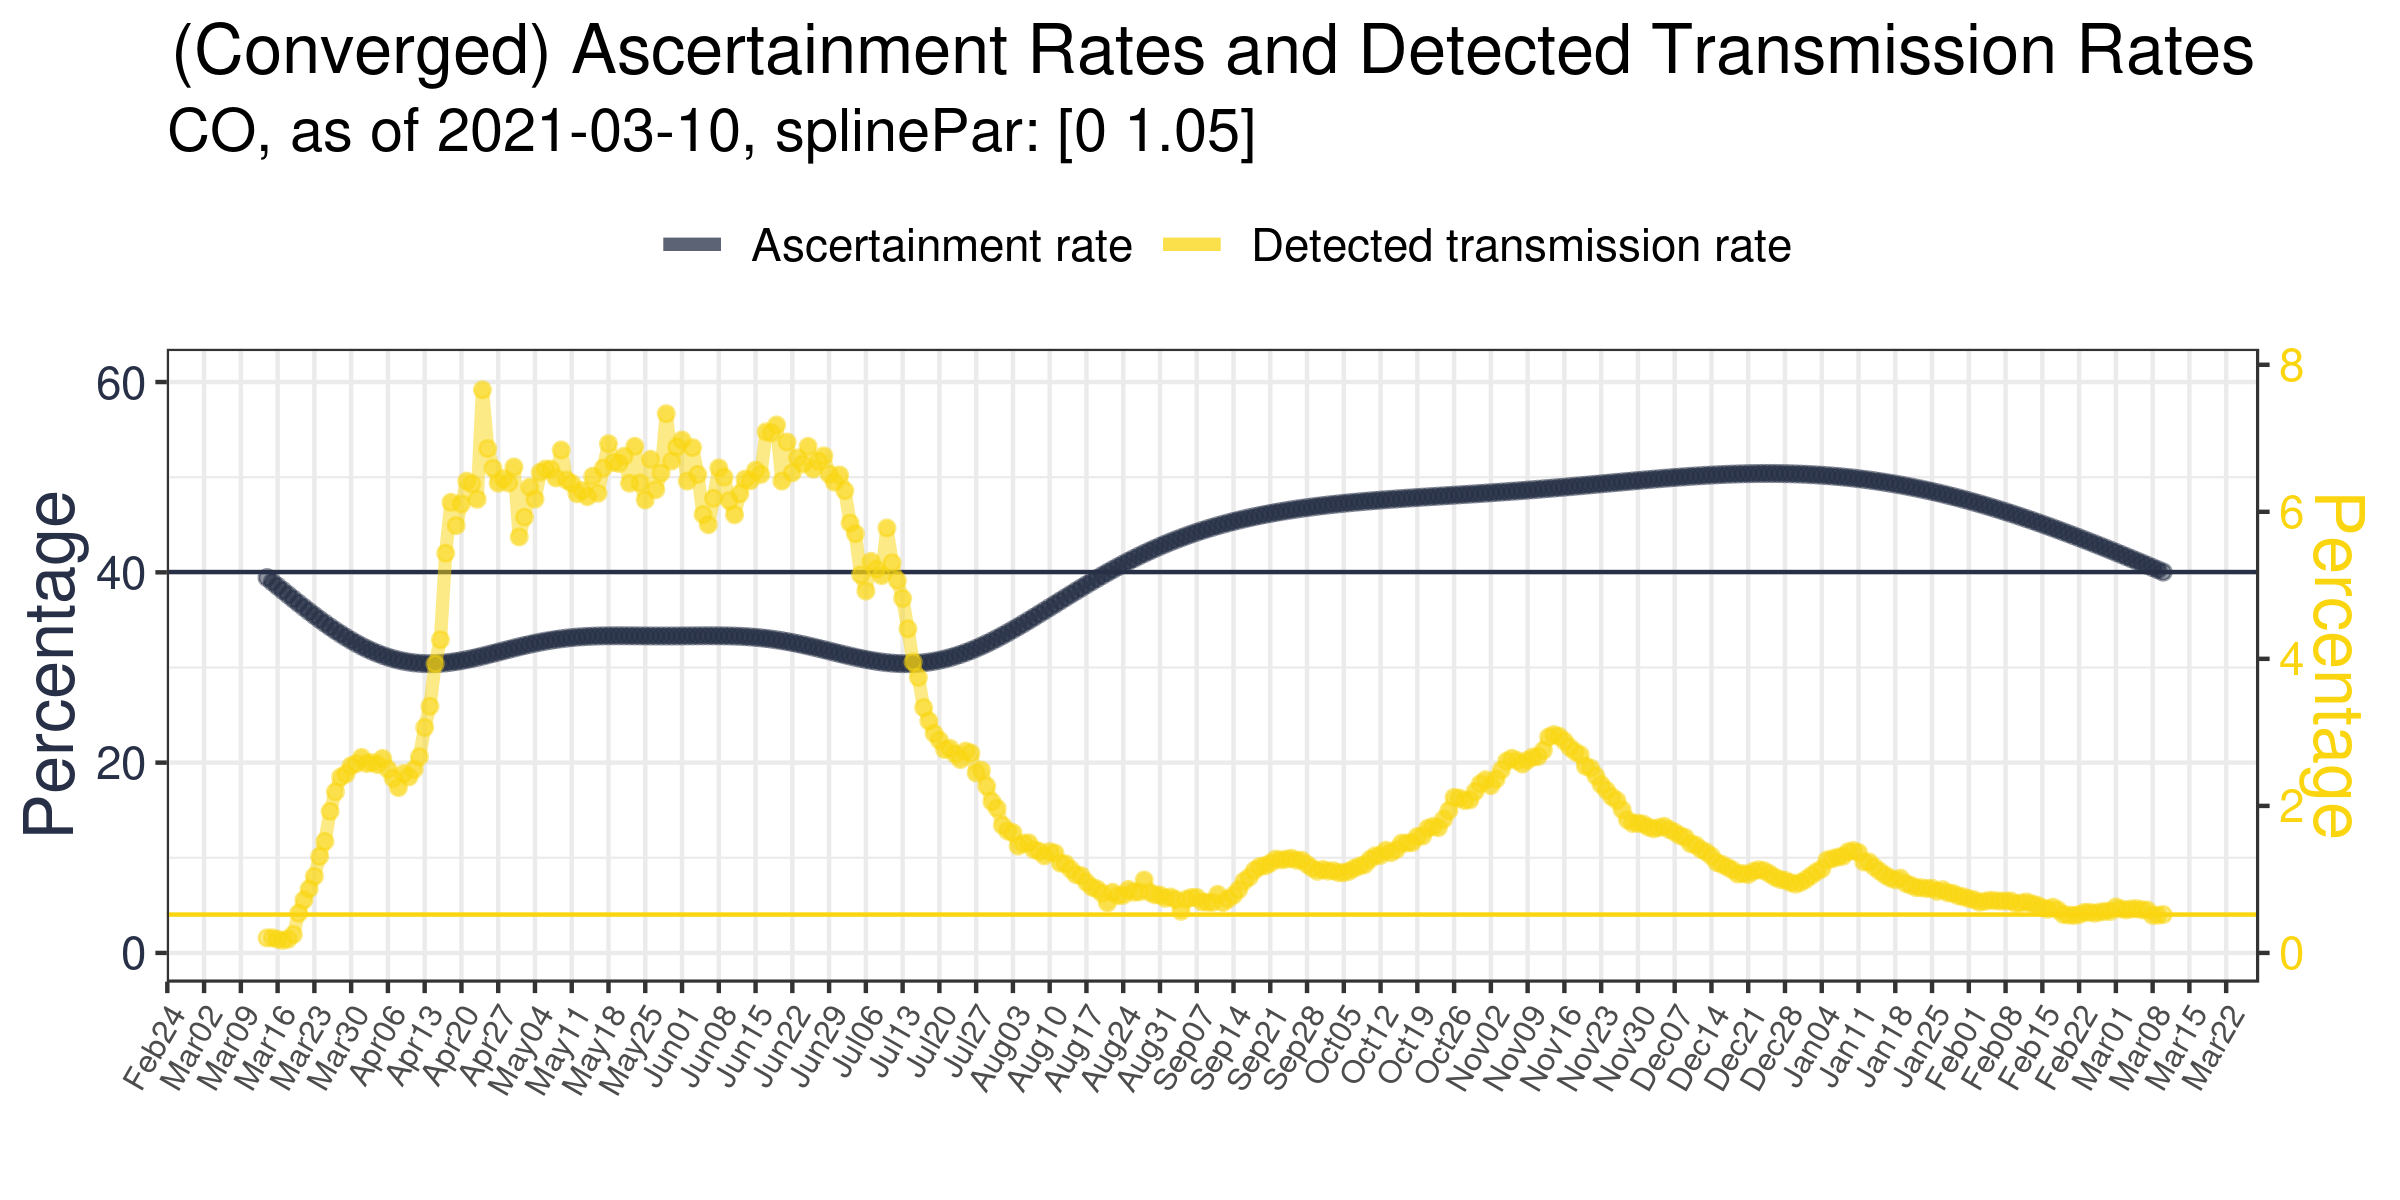 (Converged) Ascertainment Rates and Detected Transmission Rates
CO, as of 2021-03-10, splinePar: [0 1.05]
Ascertainment rate Detected transmission rate
Percentage
60
40
20
0
8
6
4
2
0
Percentage
Feb24 Mar02 Mar09 Mar16 Mar23 Mar30 Apr06 Apr13 Apr20 Apr27 May04 May11 May18 May25 Jun01 Jun08 Jun15 Jun22 Jun29 Jul06 Jul13 Jul20 Jul27 Aug03 Aug10 Aug17 Aug24 Aug31 Sep07 Sep14 Sep21 Sep28 Oct05 Oct12 Oct19 Oct26 Nov02 Nov09 Nov16 Nov23 Nov30 Dec07 Dec14 Dec21 Dec28 Jan04 Jan11 Jan18 Jan25 Feb01 Feb08 Feb15 Feb22 Mar01 Mar08 Mar15 Mar22